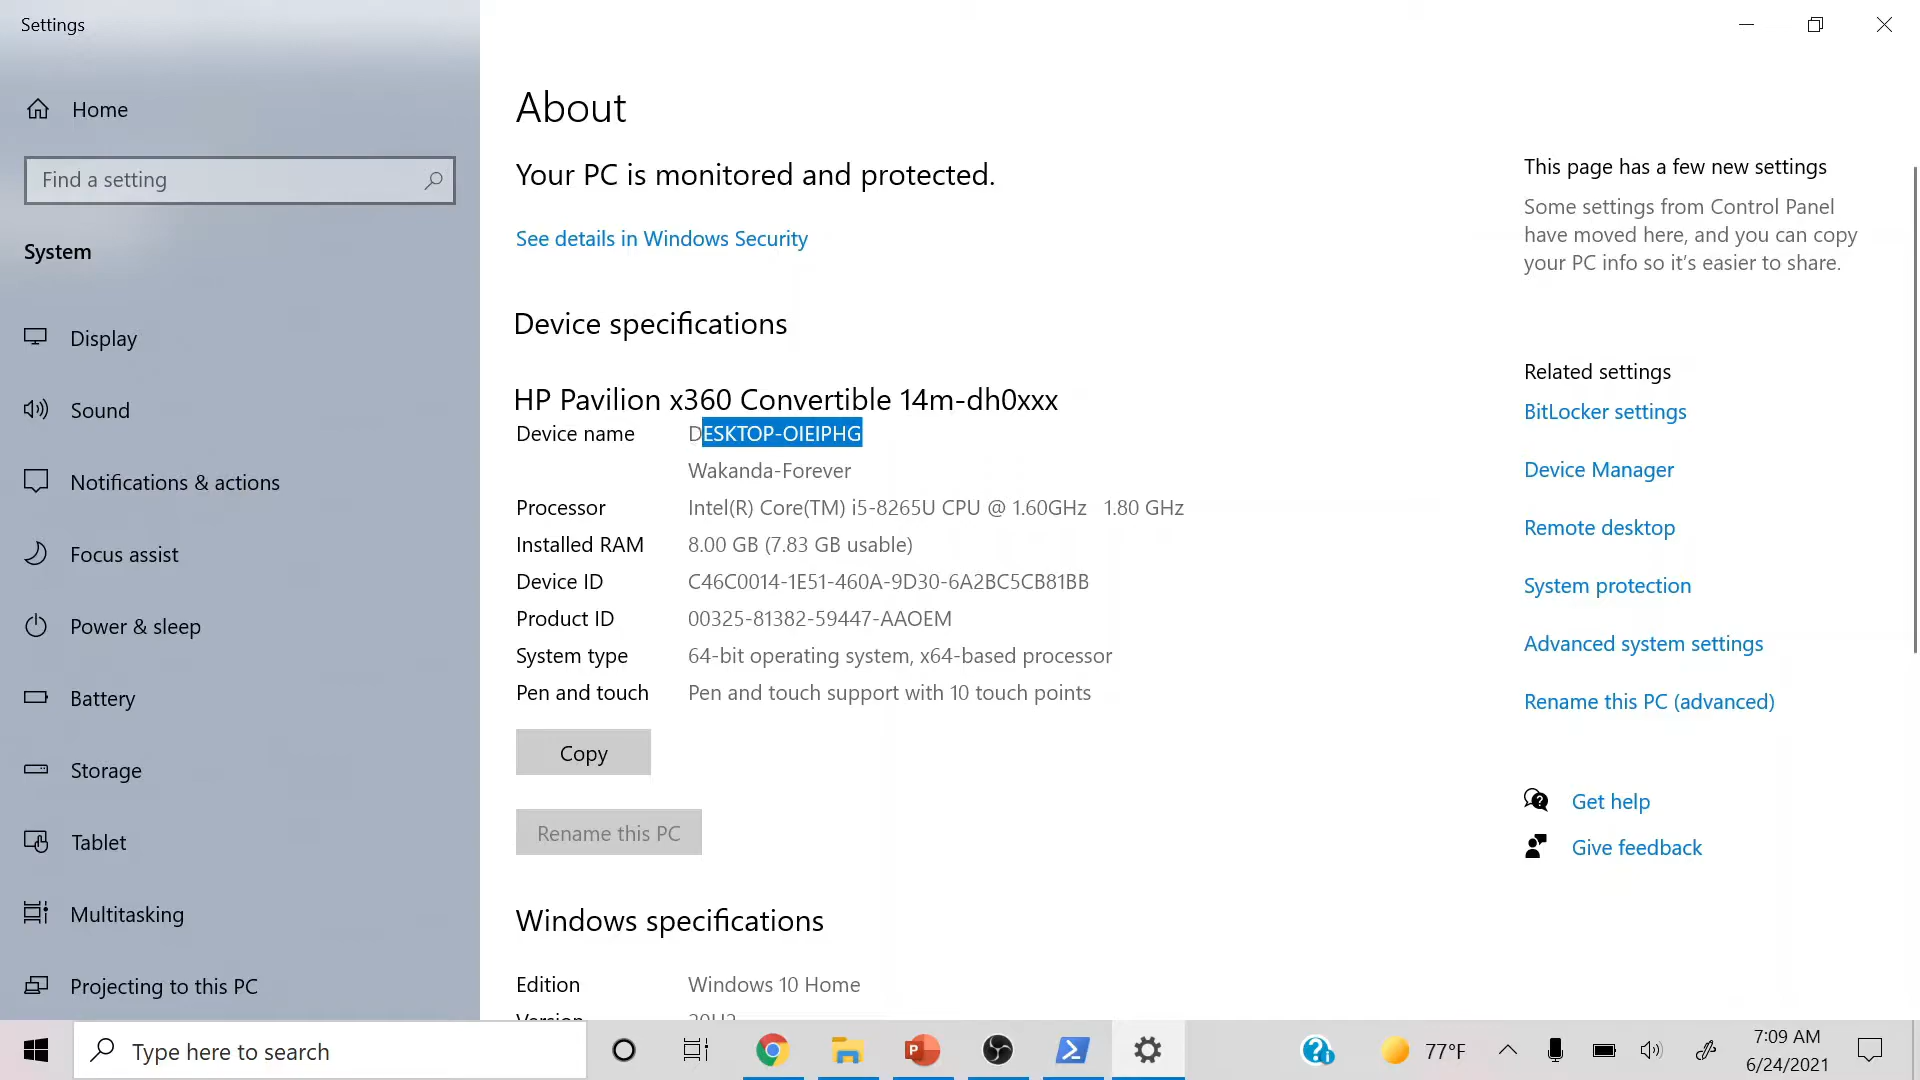 Settings
Home
Find a setting
System
Display
Sound
Notifications & actions
Focus assist
Power & sleep
Battery
Storage
Tablet
Multitasking
Projecting to this PC
About
Your PC is monitored and protected.
See details in Windows Security
Device specifications
HP Pavilion x360 Convertible 14m-dh0xxx
Device name DESKTOP-OIEIPHG
Wakanda-Forever
Processor Intel(R) Core(TM) i5-8265U CPU @ 1.60GHz 1.80 GHz
Installed RAM 8.00 GB (7.83 GB usable)
Device ID C46C0014-1E51-460A-9D30-6A2BC5CB81BB
Product ID 00325-81382-59447-AAOEM
System type 64-bit operating system, x64-based processor
Pen and touch Pen and touch support with 10 touch points
Copy
Rename this PC
Windows specifications
Edition Windows 10 Home
Version 20H2
This page has a few new settings
Some settings from Control Panel
have moved here, and you can copy
your PC info so it's easier to share.
Related settings
BitLocker settings
Device Manager
Remote desktop
System protection
Advanced system settings
Rename this PC (advanced)
Get help
Give feedback
Type here to search
77°F
7:09 AM
6/24/2021